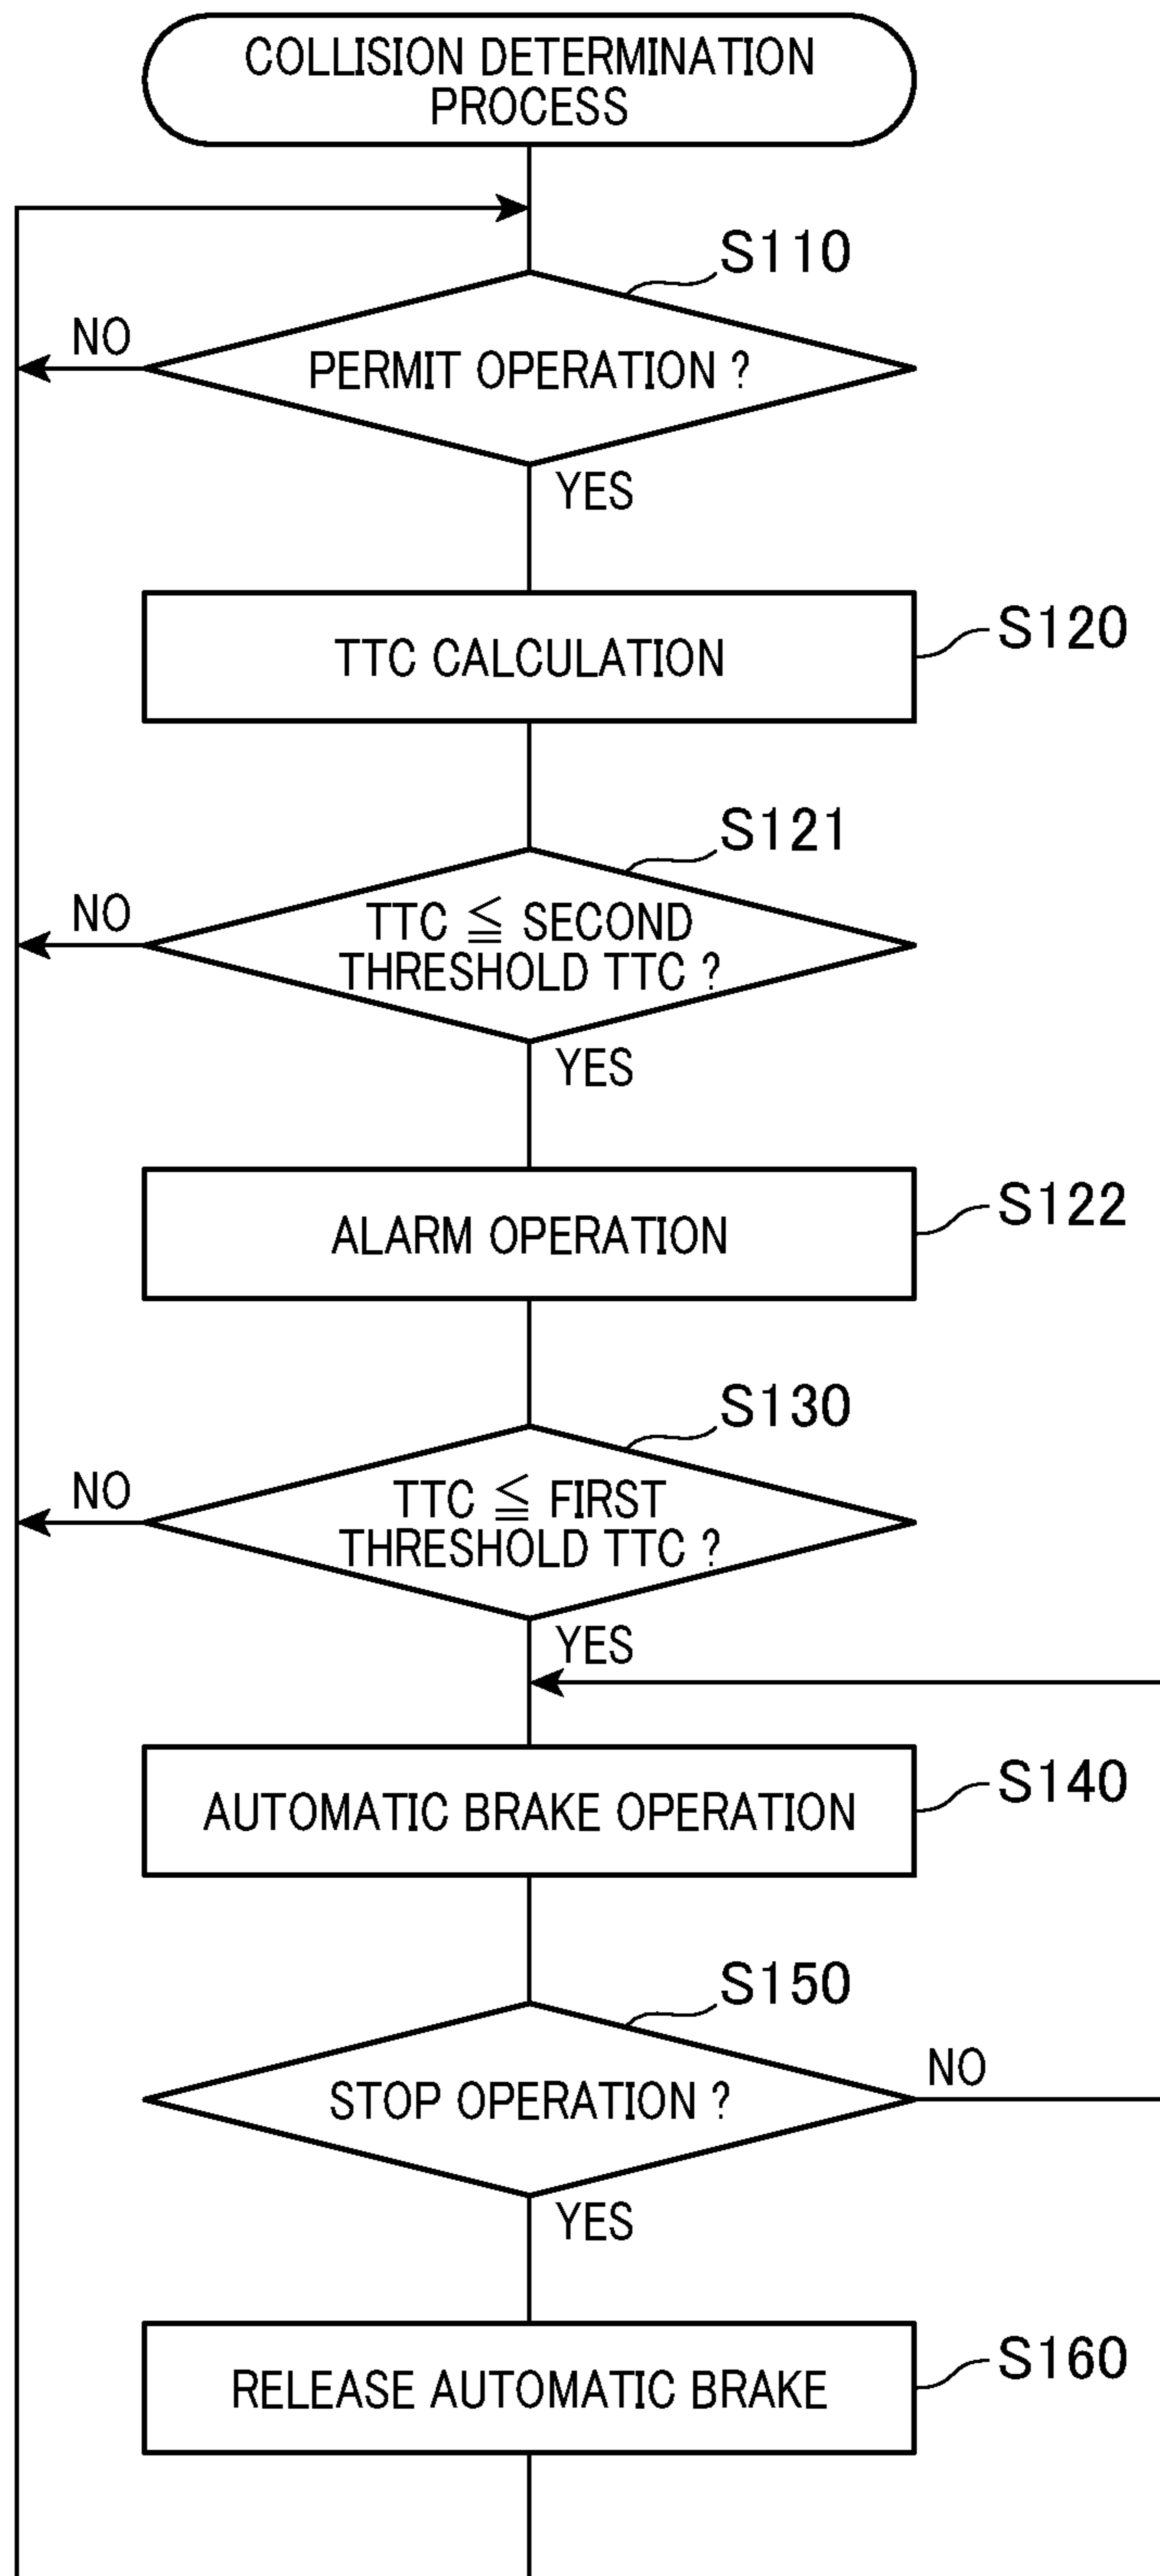 COLLISION DETERMINATION
PROCESS
S110
NO
PERMIT OPERATION ?
YES
S120
TTC CALCULATION
S121
NO
TTC ≦ SECOND
THRESHOLD TTC ?
YES
S122
ALARM OPERATION
S130
NO
TTC ≦ FIRST
THRESHOLD TTC ?
YES
S140
AUTOMATIC BRAKE OPERATION
S150
NO
STOP OPERATION ?
YES
S160
RELEASE AUTOMATIC BRAKE